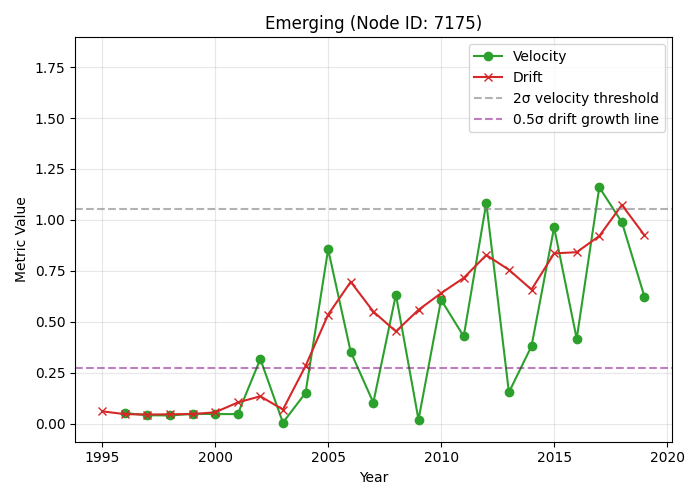 Emerging (Node ID: 7175)
Velocity
Drift
2σ velocity threshold
0.5σ drift growth line
Metric Value
1.75
1.50
1.25
1.00
0.75
0.50
0.25
0.00
1995 2000 2005 2010 2015 2020
Year